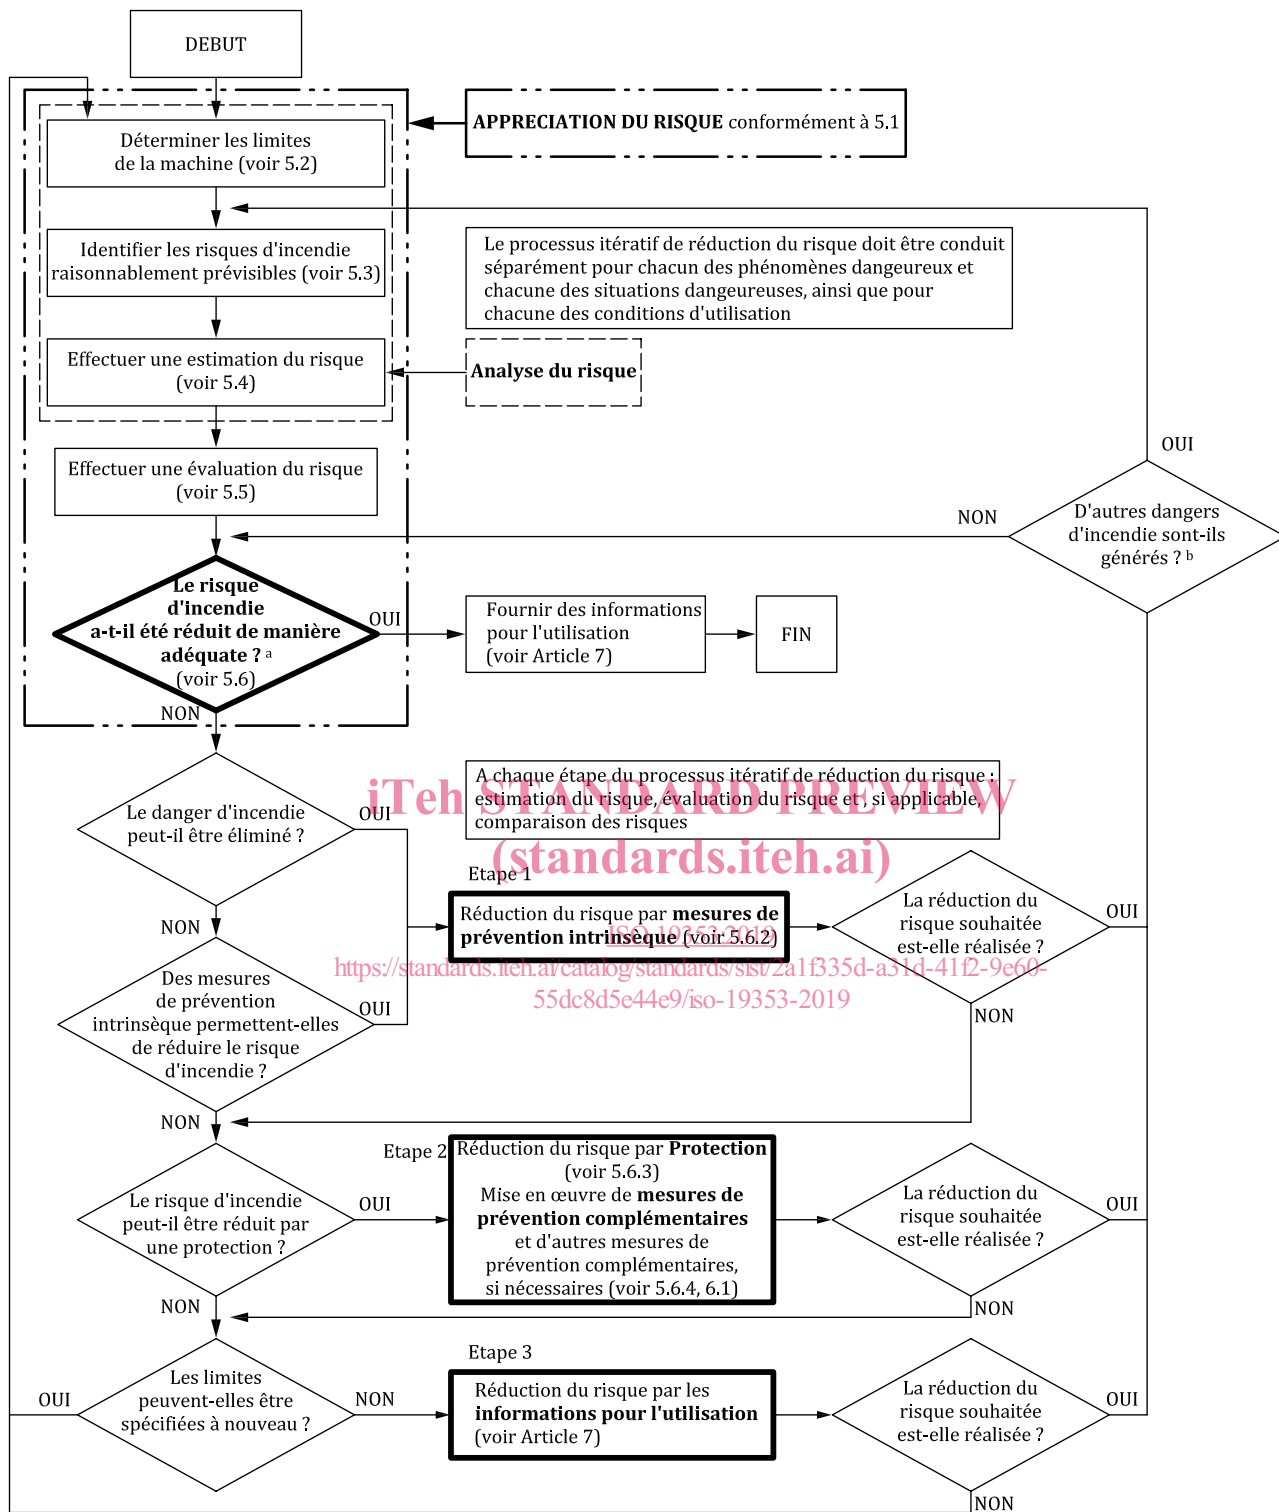 DEBUT
APPRECIATION DU RISQUE conformément à 5.1
Déterminer les limites
de la machine (voir 5.2)
Identifier les risques d'incendie
raisonnablement prévisibles (voir 5.3)
Le processus itératif de réduction du risque doit être conduit
séparément pour chacun des phénomènes dangeureux et
chacune des situations dangeureuses, ainsi que pour
chacune des conditions d'utilisation
Effectuer une estimation du risque
(voir 5.4)
Analyse du risque
Effectuer une évaluation du risque
(voir 5.5)
OUI
NON
D'autres dangers
d'incendie sont-ils
générés ? b
Le risque
d'incendie
a-t-il été réduit de manière
adéquate ? a
(voir 5.6)
OUI
NON
Fournir des informations
pour l'utilisation
(voir Article 7)
FIN
Le danger d'incendie
peut-il être éliminé ?
OUI
NON
A chaque étape du processus itératif de réduction du risque :
estimation du risque, évaluation du risque et , si applicable,
comparaison des risques
iTeh STANDARD PREVIEW
(standards.iteh.ai)
Etape 1
Réduction du risque par mesures de
prévention intrinsèque (voir 5.6.2)
La réduction du
risque souhaitée
est-elle réalisée ?
OUI
NON
ISO 19353:2019
https://standards.iteh.ai/catalog/standards/sist/2a1f335d-a31d-41f2-9e60-
55dc8d5e44e9/iso-19353-2019
Des mesures
de prévention
intrinsèque permettent-elles
de réduire le risque
d'incendie ?
OUI
NON
Etape 2
Réduction du risque par Protection
(voir 5.6.3)
Mise en œuvre de mesures de
prévention complémentaires
et d'autres mesures de
prévention complémentaires,
si nécessaires (voir 5.6.4, 6.1)
Le risque d'incendie
peut-il être réduit par
une protection ?
OUI
NON
La réduction du
risque souhaitée
est-elle réalisée ?
OUI
NON
Etape 3
Les limites
peuvent-elles être
spécifiées à nouveau ?
OUI
NON
Réduction du risque par les
informations pour l'utilisation
(voir Article 7)
La réduction du
risque souhaitée
est-elle réalisée ?
OUI
NON